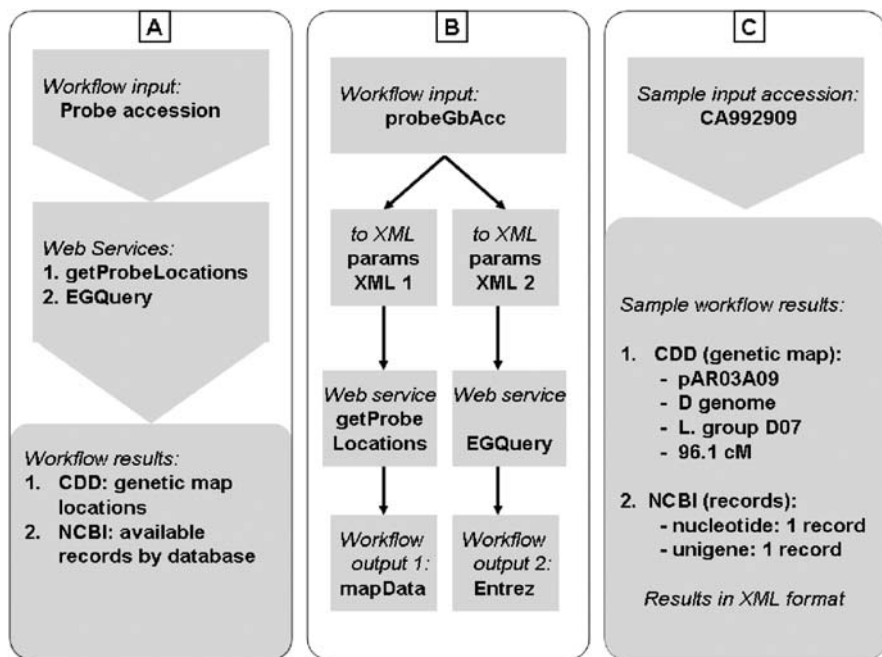 A
Workflow input:
Probe accession
Web Services:
1. getProbeLocations
2. EGQuery
Workflow results:
1. CDD: genetic map
locations
2. NCBI: available
records by database
B
Workflow input:
probeGbAcc
to XML
params
XML 1
to XML
params
XML 2
Web service
getProbe
Locations
Web service
EGQuery
Workflow
output 1:
mapData
Workflow
output 2:
Entrez
C
Sample input accession:
CA992909
Sample workflow results:
1. CDD (genetic map):
- pAR03A09
- D genome
- L. group D07
- 96.1 cM
2. NCBI (records):
- nucleotide: 1 record
- unigene: 1 record
Results in XML format